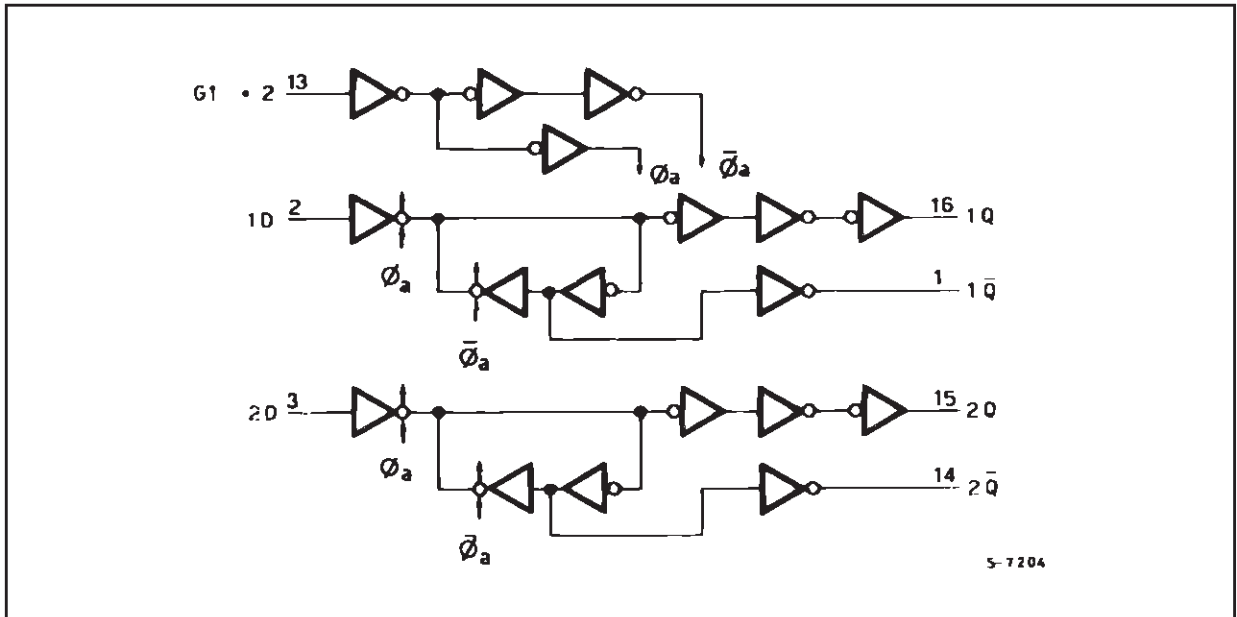 G1 • 2 13
Øa
Ø̄a
1D 2
16 1Q
Øa
1 1Q̄
Ø̄a
2D 3
15 2Q
Øa
14 2Q̄
Ø̄a
S-7204